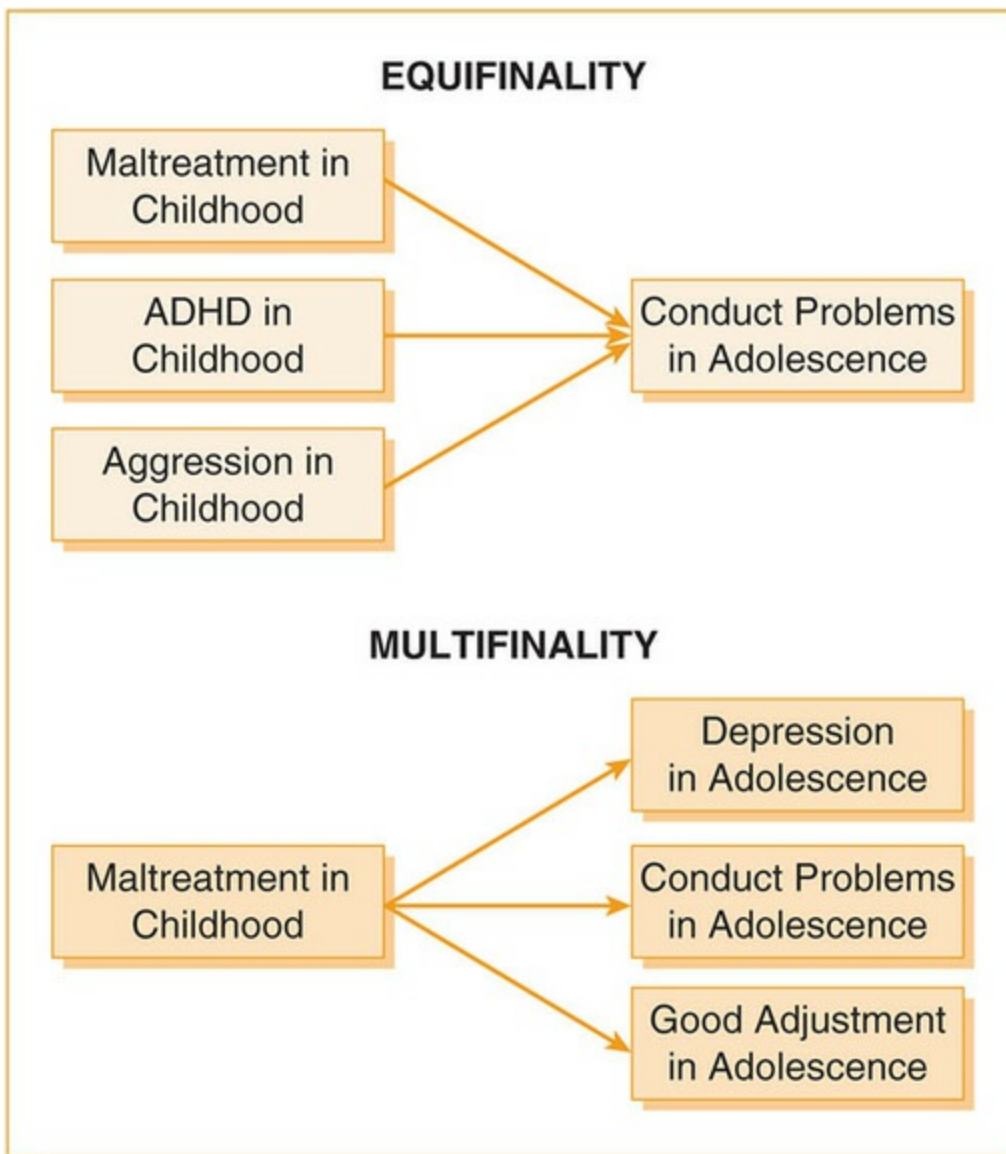 EQUIFINALITY
Maltreatment in
Childhood
ADHD in
Childhood
Aggression in
Childhood
Conduct Problems
in Adolescence
MULTIFINALITY
Maltreatment in
Childhood
Depression
in Adolescence
Conduct Problems
in Adolescence
Good Adjustment
in Adolescence